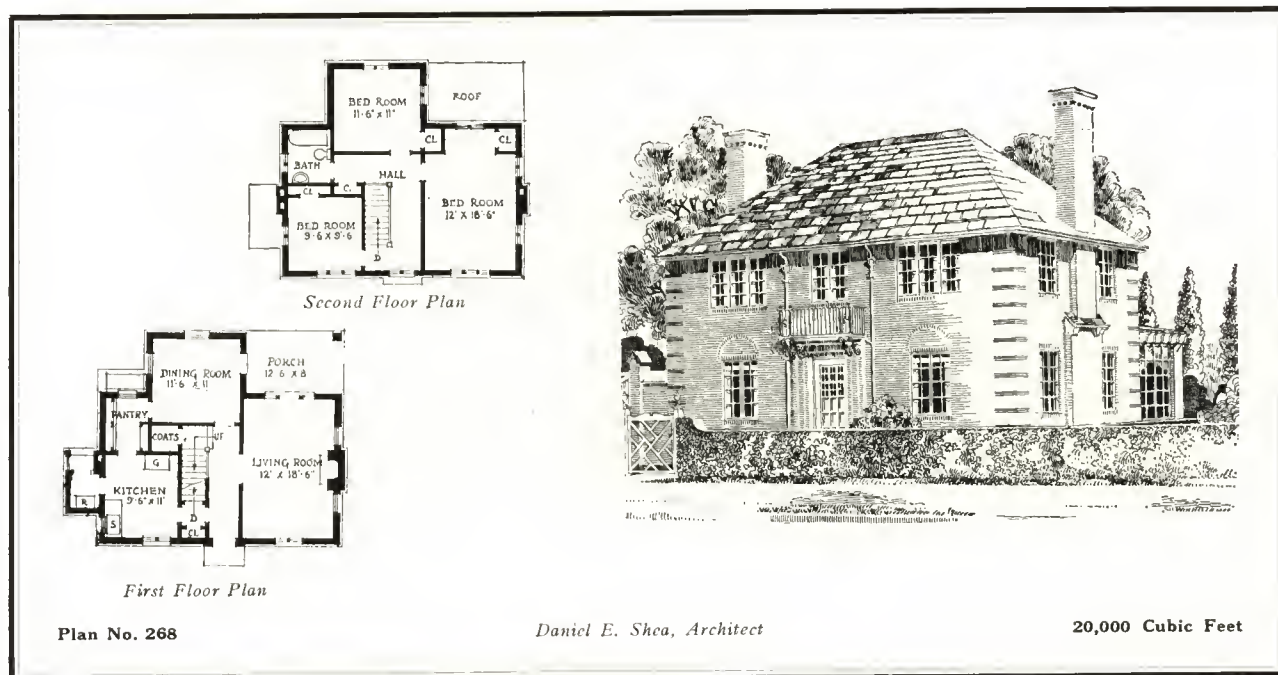 BED ROOM
11'-6" x 11'
ROOF
CL
CL
BATH
HALL
CL
C.
BED ROOM
9'-6 x 9'-6
BED ROOM
12' x 18'-6"
D
Second Floor Plan
DINING ROOM
11'-6" x 11'
PORCH
12'6 x 8
PANTRY
COATS
UP
G
LIVING ROOM
12' x 18'-6"
KITCHEN
9'-6" x 11'
R
S
D
CL
First Floor Plan
Plan No. 268
Daniel E. Shea, Architect
20,000 Cubic Feet